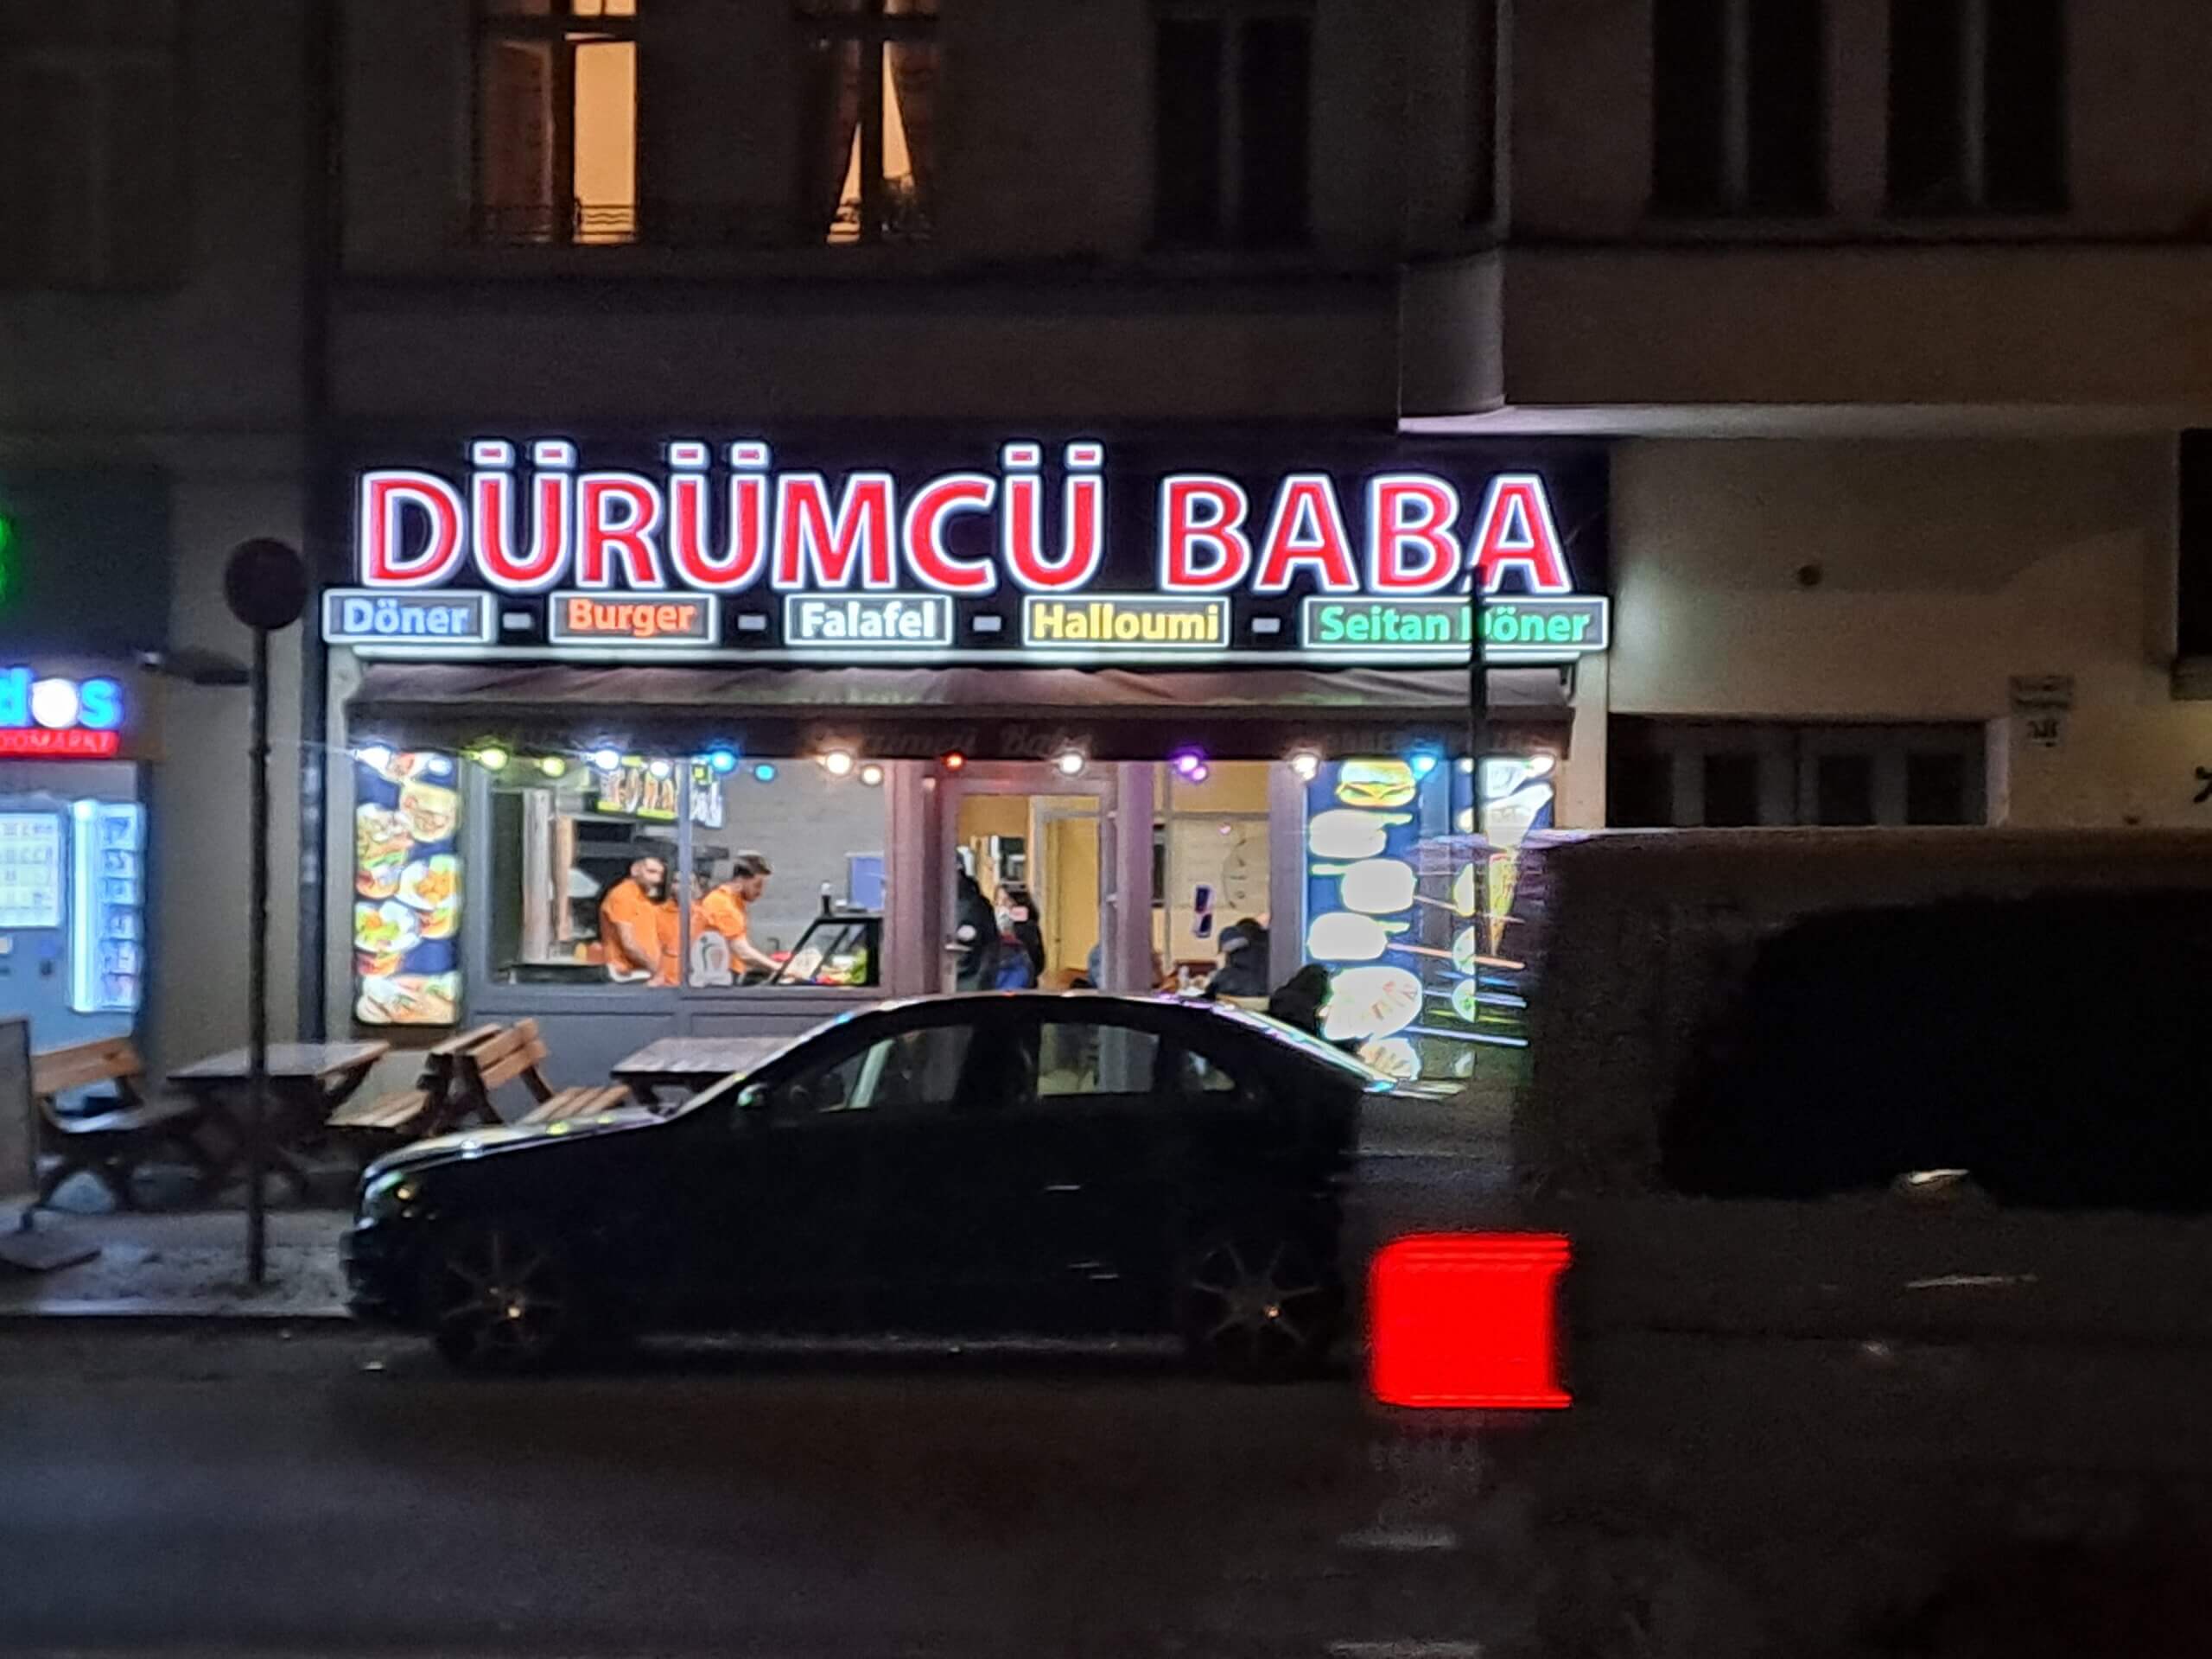 DÜRÜMCÜ BABA
Döner - Burger - Falafel - Halloumi - Seitan Döner